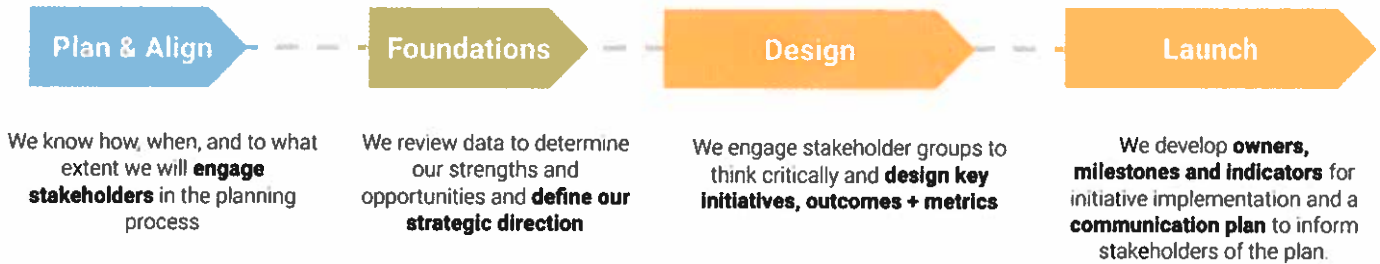 Plan & Align
Foundations
Design
Launch
We know how, when, and to what
extent we will engage
stakeholders in the planning
process
We review data to determine
our strengths and
opportunities and define our
strategic direction
We engage stakeholder groups to
think critically and design key
initiatives, outcomes + metrics
We develop owners,
milestones and indicators for
initiative implementation and a
communication plan to inform
stakeholders of the plan.